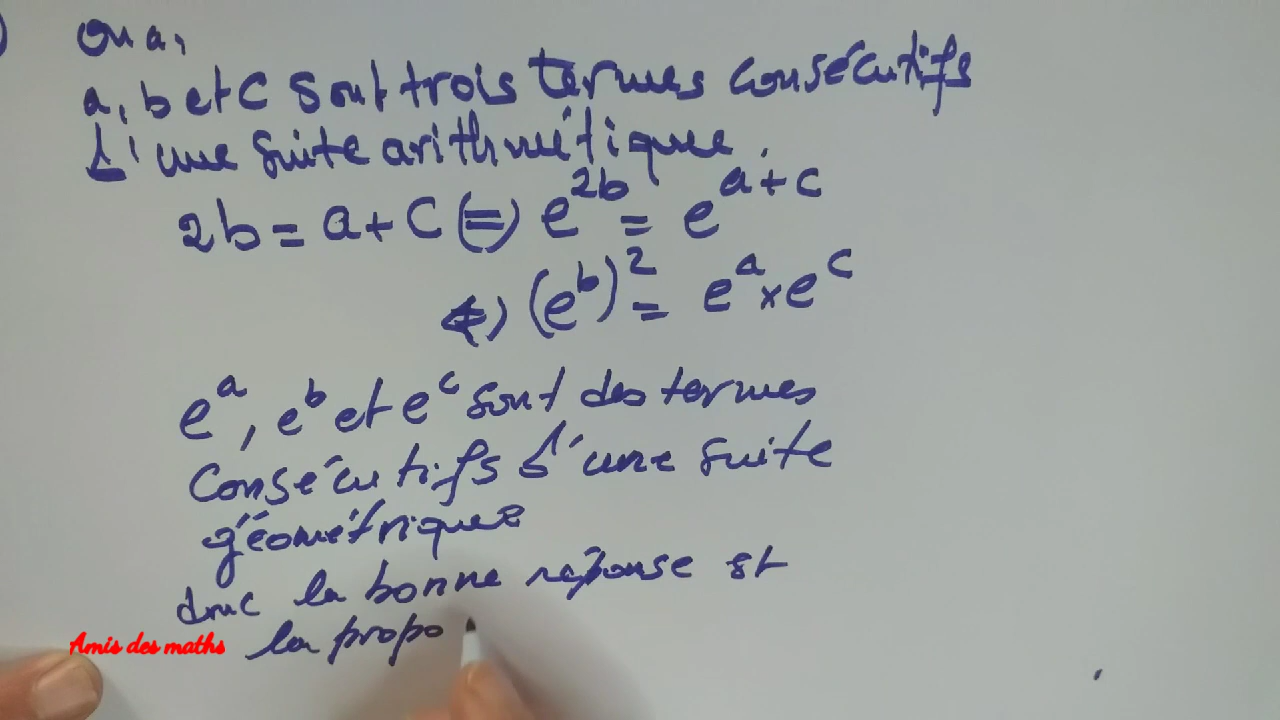 On a,
a, b et c sont trois termes consécutifs
d'une suite arithmétique.
2b = a + c (=) e^{2b} = e^{a+c}
(=) (e^b)^2 = e^a × e^c
e^a, e^b et e^c sont des termes
consécutifs d'une suite
géométrique
donc la bonne réponse est
la propo
Amis des maths